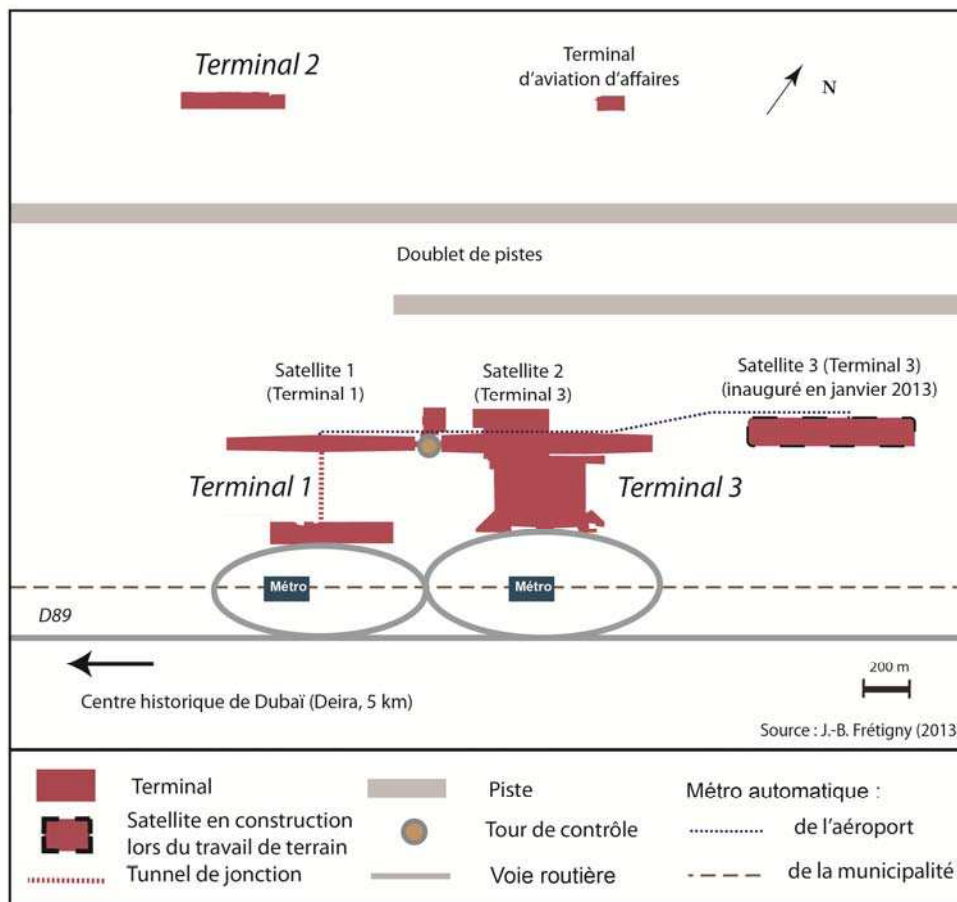 Terminal 2
Terminal
d'aviation d'affaires
N
Doublet de pistes
Satellite 1
(Terminal 1)
Satellite 2
(Terminal 3)
Satellite 3 (Terminal 3)
(inauguré en janvier 2013)
Terminal 1
Terminal 3
Métro
Métro
D89
200 m
Centre historique de Dubaï (Deira, 5 km)
Source : J.-B. Frétigny (2013
Terminal
Satellite en construction
lors du travail de terrain
Tunnel de jonction
Piste
Tour de contrôle
Voie routière
Métro automatique :
de l'aéroport
de la municipalité